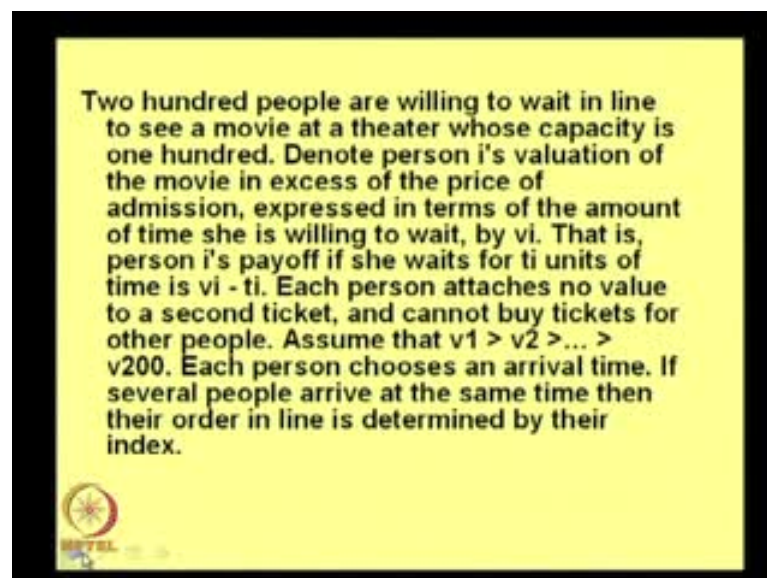 Two hundred people are willing to wait in line
to see a movie at a theater whose capacity is
one hundred. Denote person i's valuation of
the movie in excess of the price of
admission, expressed in terms of the amount
of time she is willing to wait, by vi. That is,
person i's payoff if she waits for ti units of
time is vi - ti. Each person attaches no value
to a second ticket, and cannot buy tickets for
other people. Assume that v1 > v2 >... >
v200. Each person chooses an arrival time. If
several people arrive at the same time then
their order in line is determined by their
index.
NPTEL